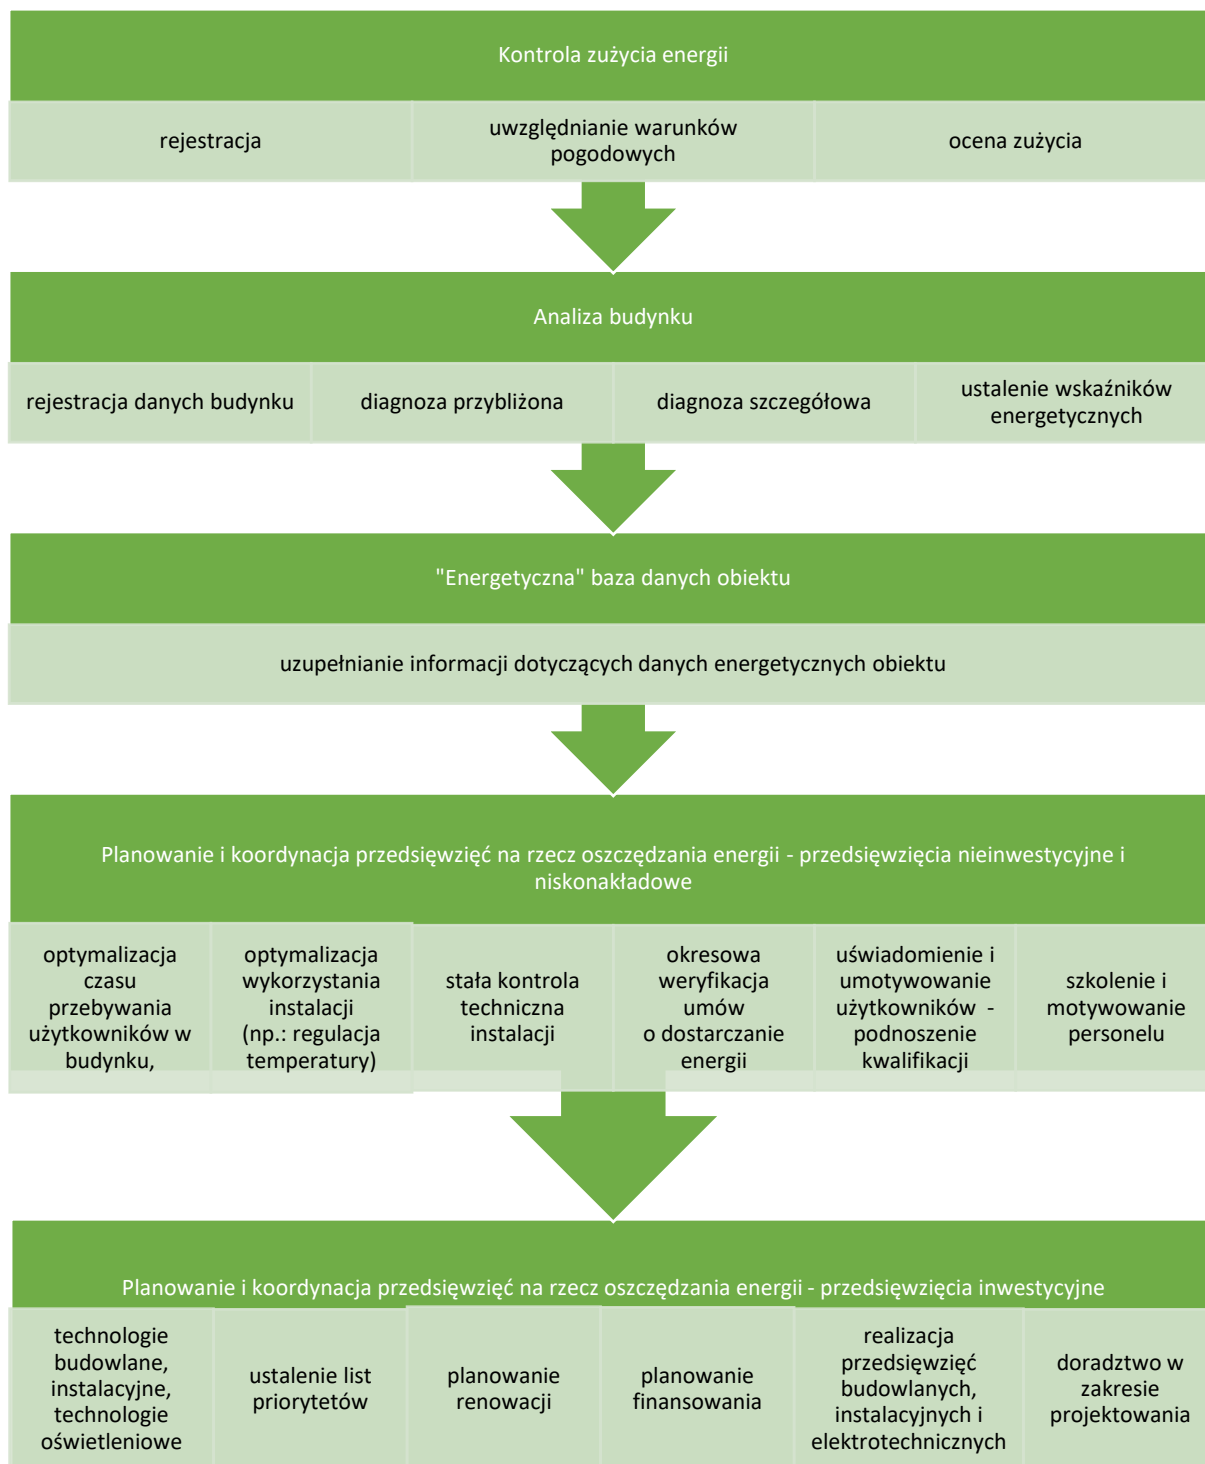 Kontrola zużycia energii
rejestracja
uwzględnianie warunków
pogodowych
ocena zużycia
Analiza budynku
rejestracja danych budynku
diagnoza przybliżona
diagnoza szczegółowa
ustalenie wskaźników
energetycznych
"Energetyczna" baza danych obiektu
uzupełnianie informacji dotyczących danych energetycznych obiektu
Planowanie i koordynacja przedsięwzięć na rzecz oszczędzania energii - przedsięwzięcia nieinwestycyjne i
niskonakładowe
optymalizacja
czasu
przebywania
użytkowników w
budynku,
optymalizacja
wykorzystania
instalacji
(np.: regulacja
temperatury)
stała kontrola
techniczna
instalacji
okresowa
weryfikacja
umów
o dostarczanie
energii
uświadomienie i
umotywowanie
użytkowników -
podnoszenie
kwalifikacji
szkolenie i
motywowanie
personelu
Planowanie i koordynacja przedsięwzięć na rzecz oszczędzania energii - przedsięwzięcia inwestycyjne
technologie
budowlane,
instalacyjne,
technologie
oświetleniowe
ustalenie list
priorytetów
planowanie
renowacji
planowanie
finansowania
realizacja
przedsięwzięć
budowlanych,
instalacyjnych i
elektrotechnicznych
doradztwo w
zakresie
projektowania